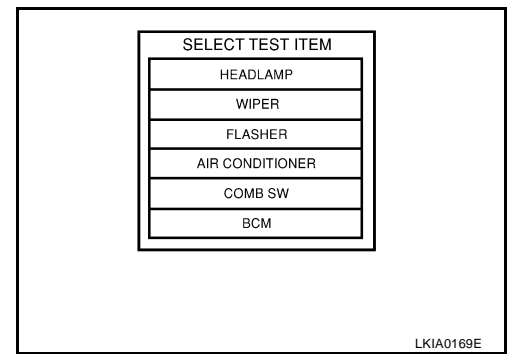 SELECT TEST ITEM
HEADLAMP
WIPER
FLASHER
AIR CONDITIONER
COMB SW
BCM
LKIA0169E